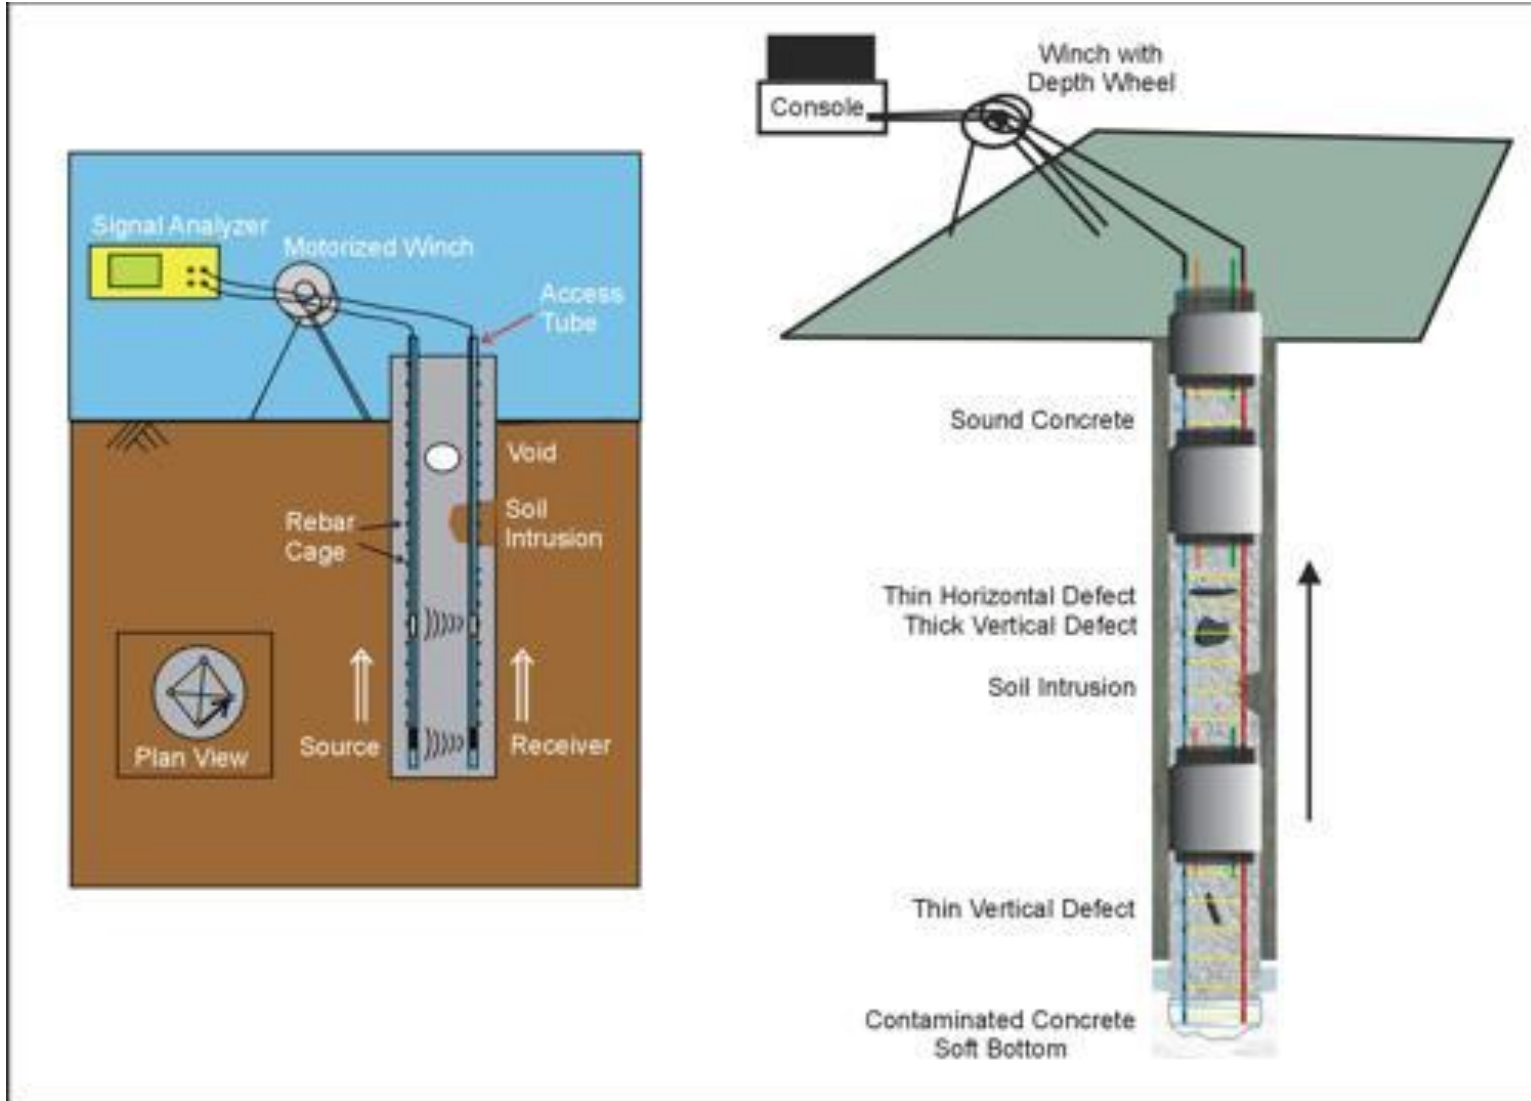 Signal Analyzer
Motorized Winch
Access
Tube
Void
Rebar
Cage
Soil
Intrusion
Source
Receiver
Plan View
Console
Winch with
Depth Wheel
Sound Concrete
Thin Horizontal Defect
Thick Vertical Defect
Soil Intrusion
Thin Vertical Defect
Contaminated Concrete
Soft Bottom